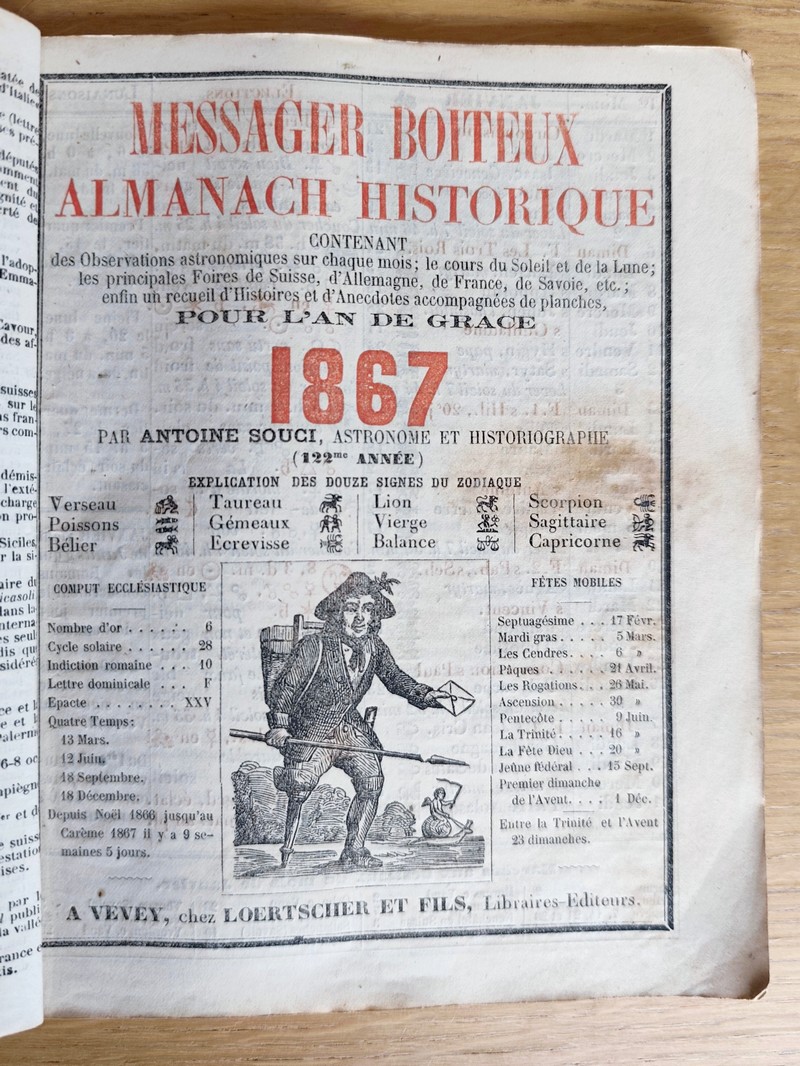 MESSAGER BOITEUX
ALMANACH HISTORIQUE
CONTENANT
des Observations astronomiques sur chaque mois; le cours du Soleil et de la Lune;
les principales Foires de Suisse, d'Allemagne, de France, de Savoie, etc.;
enfin un recueil d'Histoires et d'Anecdotes accompagnées de planches,
POUR L'AN DE GRACE
1867
PAR ANTOINE SOUCI, ASTRONOME ET HISTORIOGRAPHE
(122me ANNÉE)
EXPLICATION DES DOUZE SIGNES DU ZODIAQUE
Verseau
Poissons
Bélier
Taureau
Gémeaux
Ecrevisse
Lion
Vierge
Balance
Scorpion
Sagittaire
Capricorne
COMPUT ECCLÉSIASTIQUE
Nombre d'or . . . . . . 6
Cycle solaire . . . . . . 28
Indiction romaine . . . 10
Lettre dominicale . . . F
Epacte . . . . . . . . XXV
Quatre Temps:
13 Mars.
12 Juin.
18 Septembre.
18 Décembre.
Depuis Noël 1866 jusqu'au
Carème 1867 il y a 9 se-
maines 5 jours.
FÊTES MOBILES
Septuagésime . . . 17 Févr.
Mardi gras . . . . . 5 Mars.
Les Cendres. . . . 6 »
Pâques . . . . . . 21 Avril.
Les Rogations. . . 26 Mai.
Ascension . . . . . 30 »
Pentecôte . . . . . 9 Juin.
La Trinité . . . . 16 »
La Fête Dieu . . . 20 »
Jeûne fédéral . . . 15 Sept.
Premier dimanche
de l'Avent. . . . 1 Déc.
Entre la Trinité et l'Avent
23 dimanches.
A VEVEY, chez LOERTSCHER ET FILS, Libraires-Editeurs.